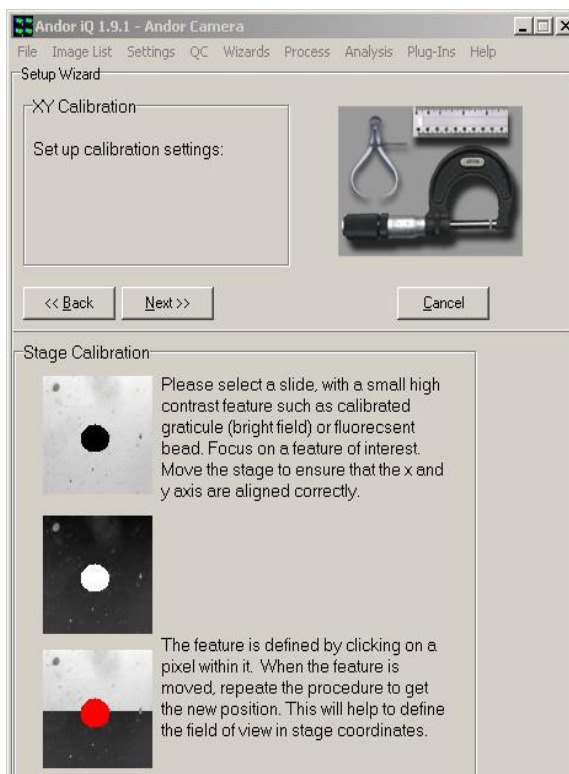 Andor iQ 1.9.1 - Andor Camera
File Image List Settings QC Wizards Process Analysis Plug-Ins Help
Setup Wizard
XY Calibration
Set up calibration settings:
<< Back Next >> Cancel
Stage Calibration
Please select a slide, with a small high
contrast feature such as calibrated
graticule (bright field) or fluorecsent
bead. Focus on a feature of interest.
Move the stage to ensure that the x and
y axis are aligned correctly.
The feature is defined by clicking on a
pixel within it. When the feature is
moved, repeat the procedure to get
the new position. This will help to define
the field of view in stage coordinates.